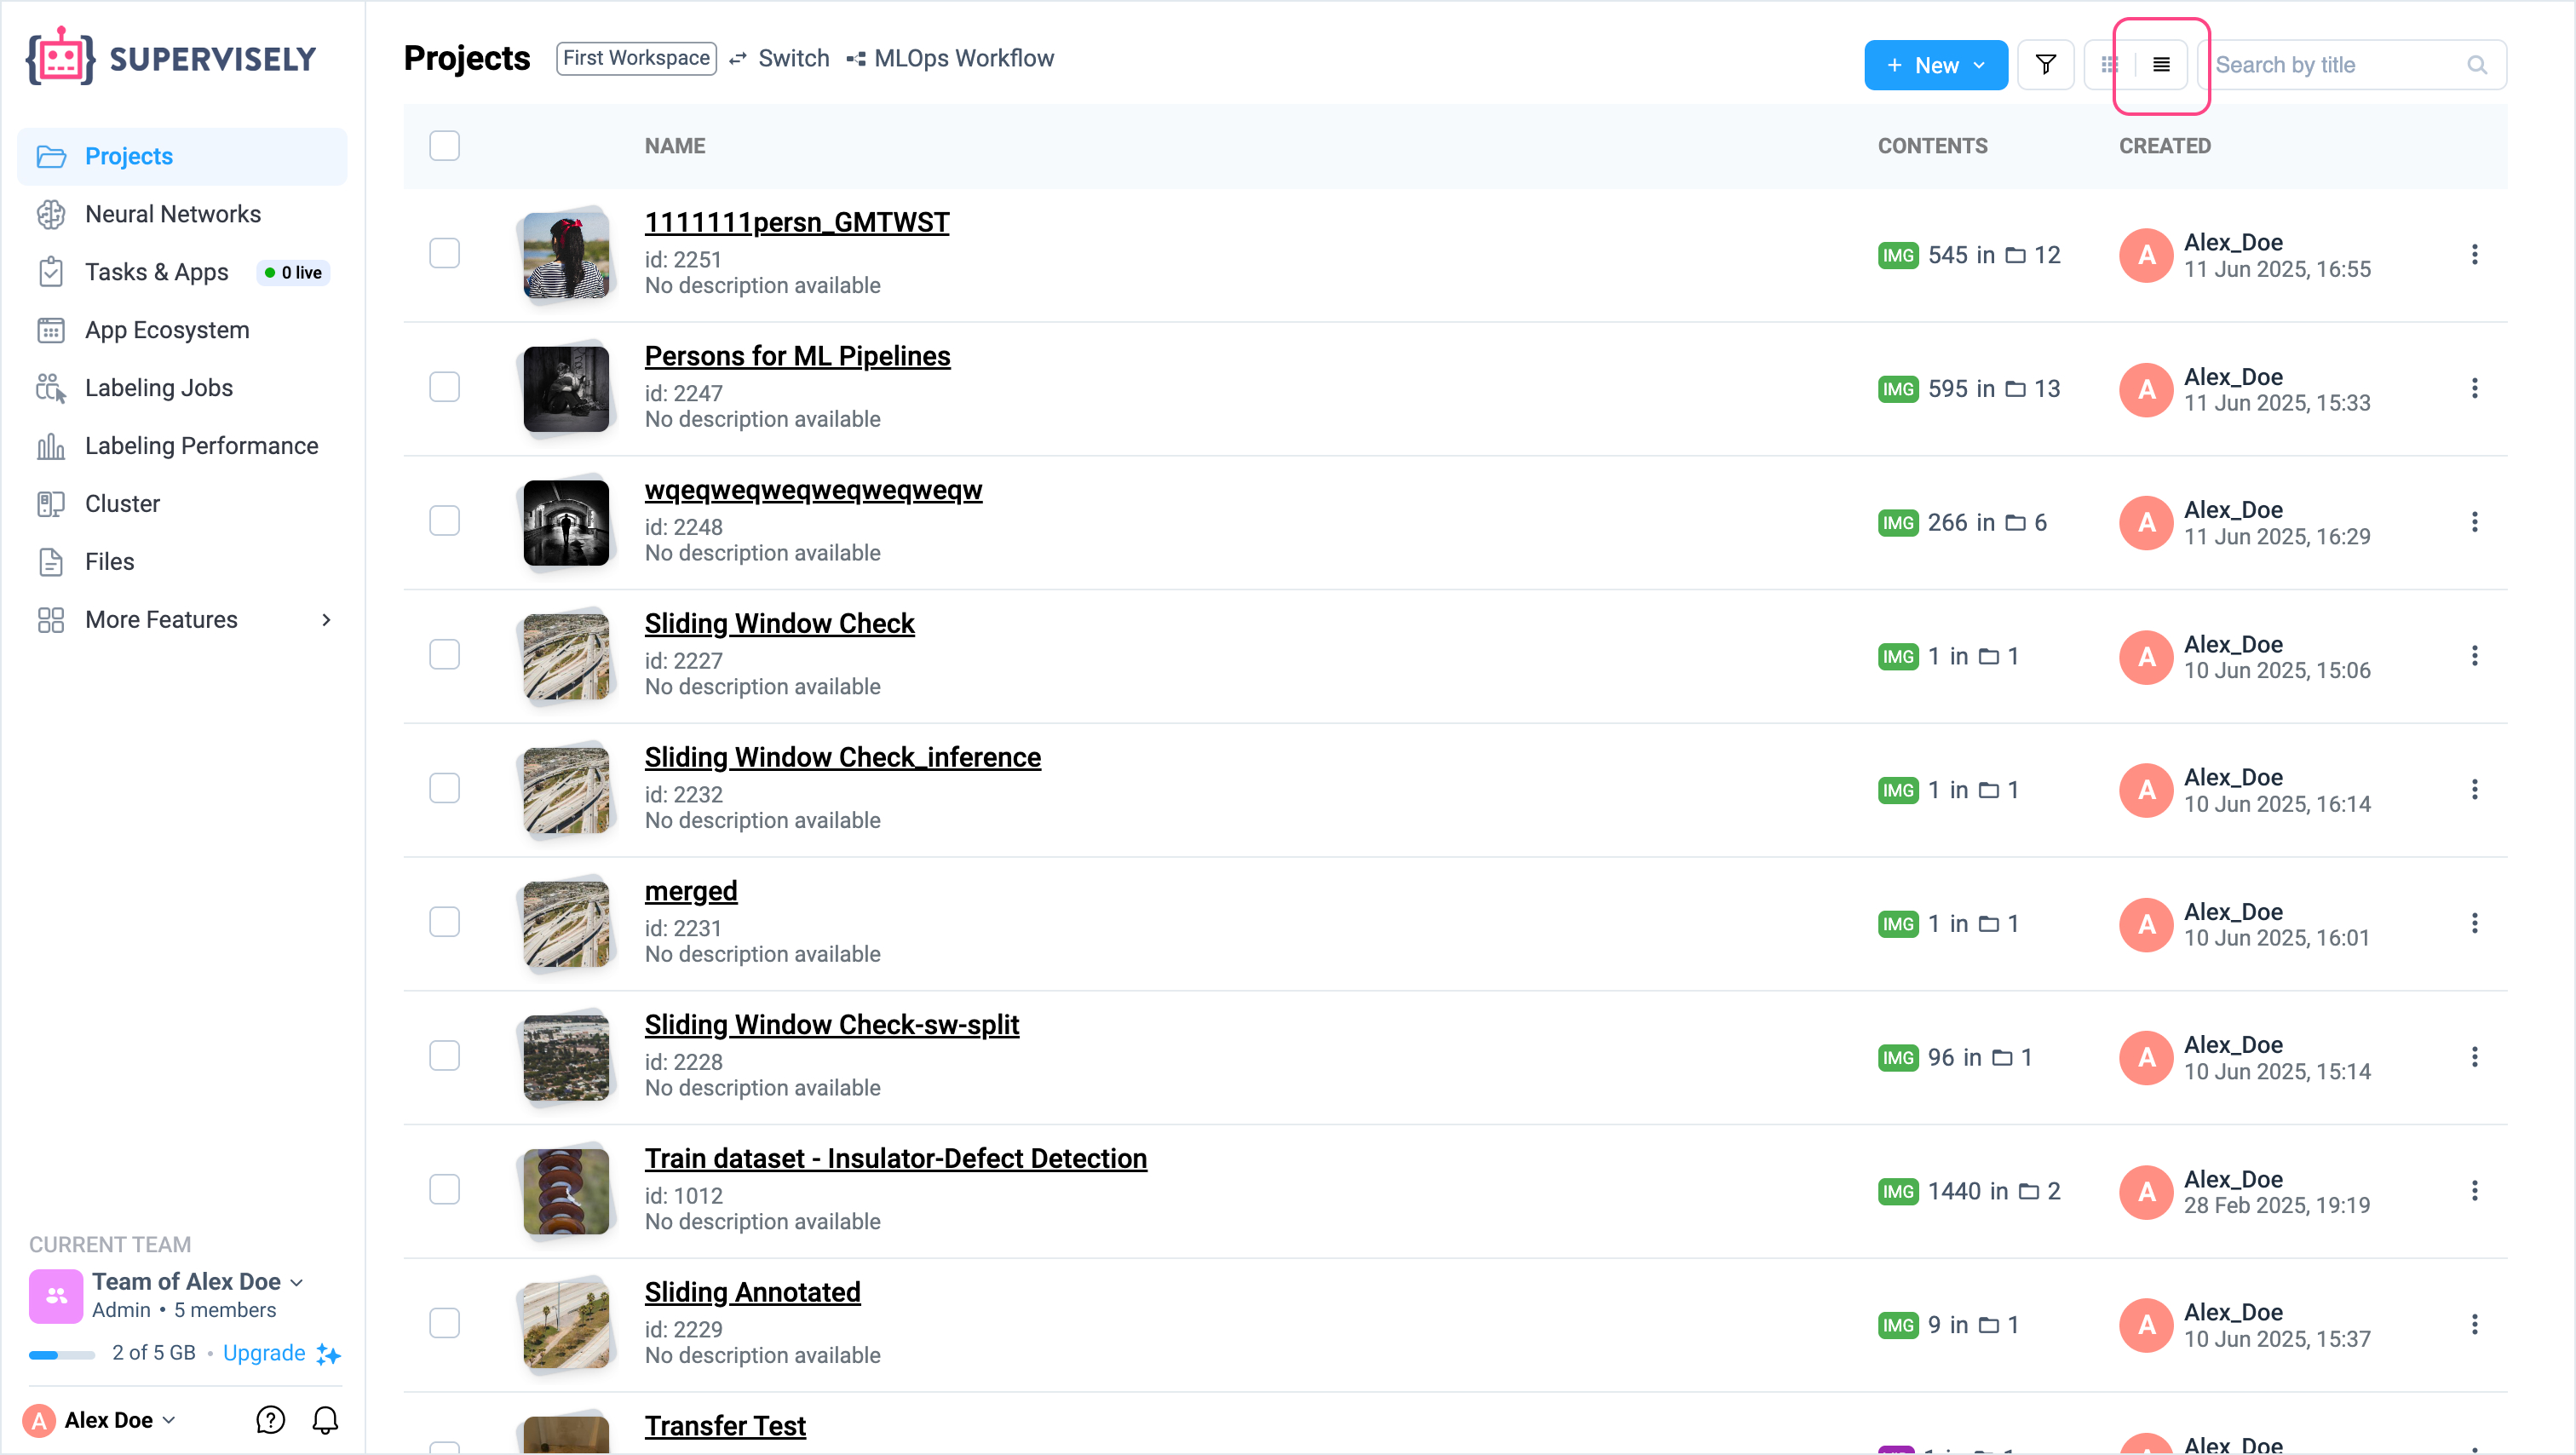 SUPERVISELY
Projects
Neural Networks
Tasks & Apps 0 live
App Ecosystem
Labeling Jobs
Labeling Performance
Cluster
Files
More Features
CURRENT TEAM
Team of Alex Doe
Admin • 5 members
2 of 5 GB • Upgrade
A Alex Doe
Projects First Workspace Switch MLOps Workflow
+ New Search by title
NAME CONTENTS CREATED
1111111persn_GMTWST
id: 2251
No description available
IMG 545 in 12
A Alex_Doe
11 Jun 2025, 16:55
Persons for ML Pipelines
id: 2247
No description available
IMG 595 in 13
A Alex_Doe
11 Jun 2025, 15:33
wqeqweqweqweqweqweqw
id: 2248
No description available
IMG 266 in 6
A Alex_Doe
11 Jun 2025, 16:29
Sliding Window Check
id: 2227
No description available
IMG 1 in 1
A Alex_Doe
10 Jun 2025, 15:06
Sliding Window Check_inference
id: 2232
No description available
IMG 1 in 1
A Alex_Doe
10 Jun 2025, 16:14
merged
id: 2231
No description available
IMG 1 in 1
A Alex_Doe
10 Jun 2025, 16:01
Sliding Window Check-sw-split
id: 2228
No description available
IMG 96 in 1
A Alex_Doe
10 Jun 2025, 15:14
Train dataset - Insulator-Defect Detection
id: 1012
No description available
IMG 1440 in 2
A Alex_Doe
28 Feb 2025, 19:19
Sliding Annotated
id: 2229
No description available
IMG 9 in 1
A Alex_Doe
10 Jun 2025, 15:37
Transfer Test
Alex_Doe